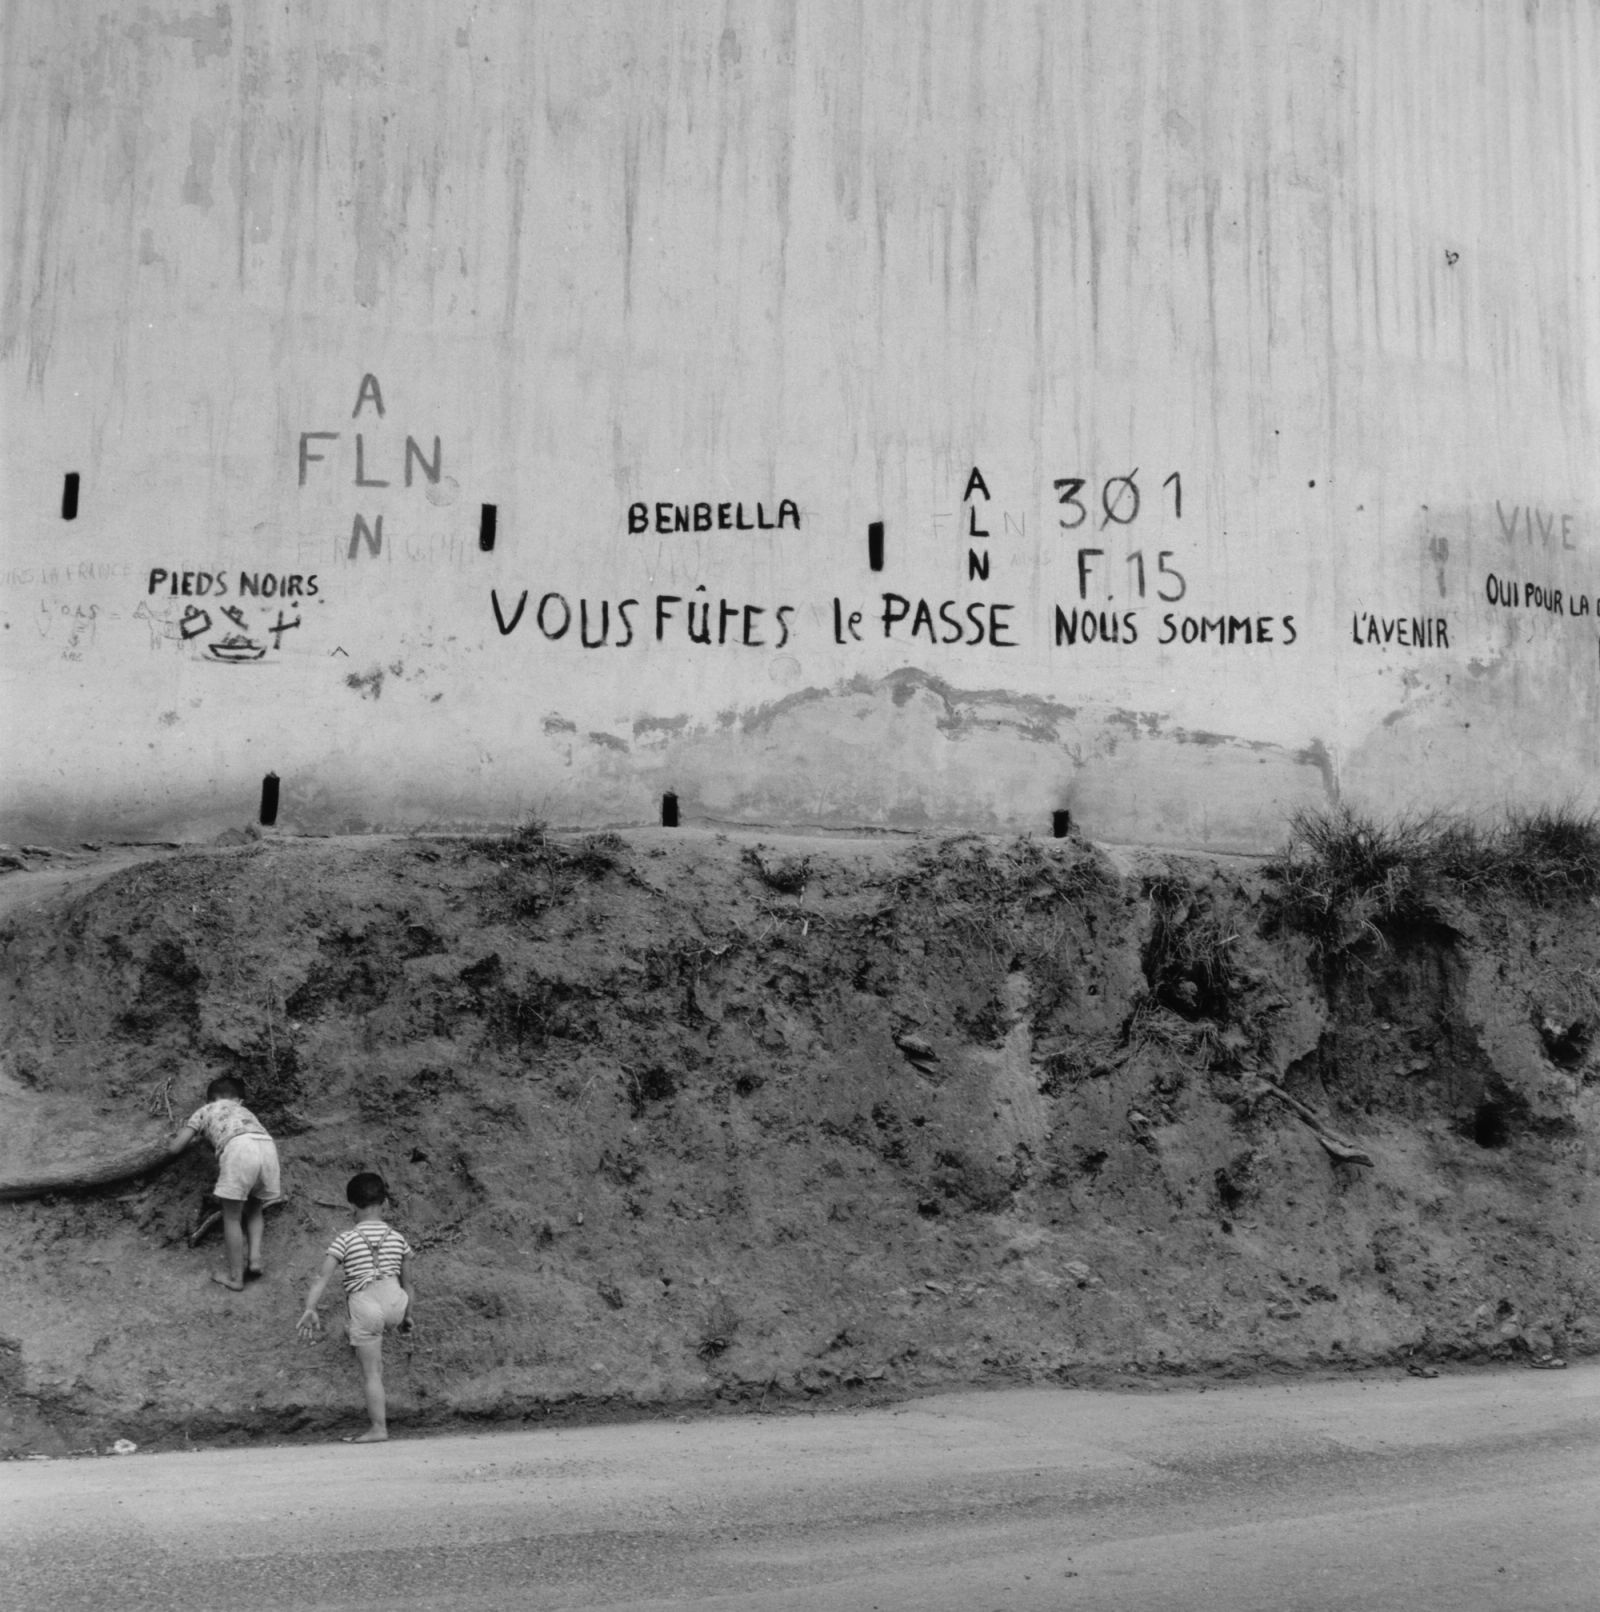 A
FLN
N
BENBELLA
A
L
N
3Ø1
F.15
VIVE
PIEDS NOIRS
VOUS FÛtES le PASSE NOUS SOMMES L'AVENIR
OUI POUR LA